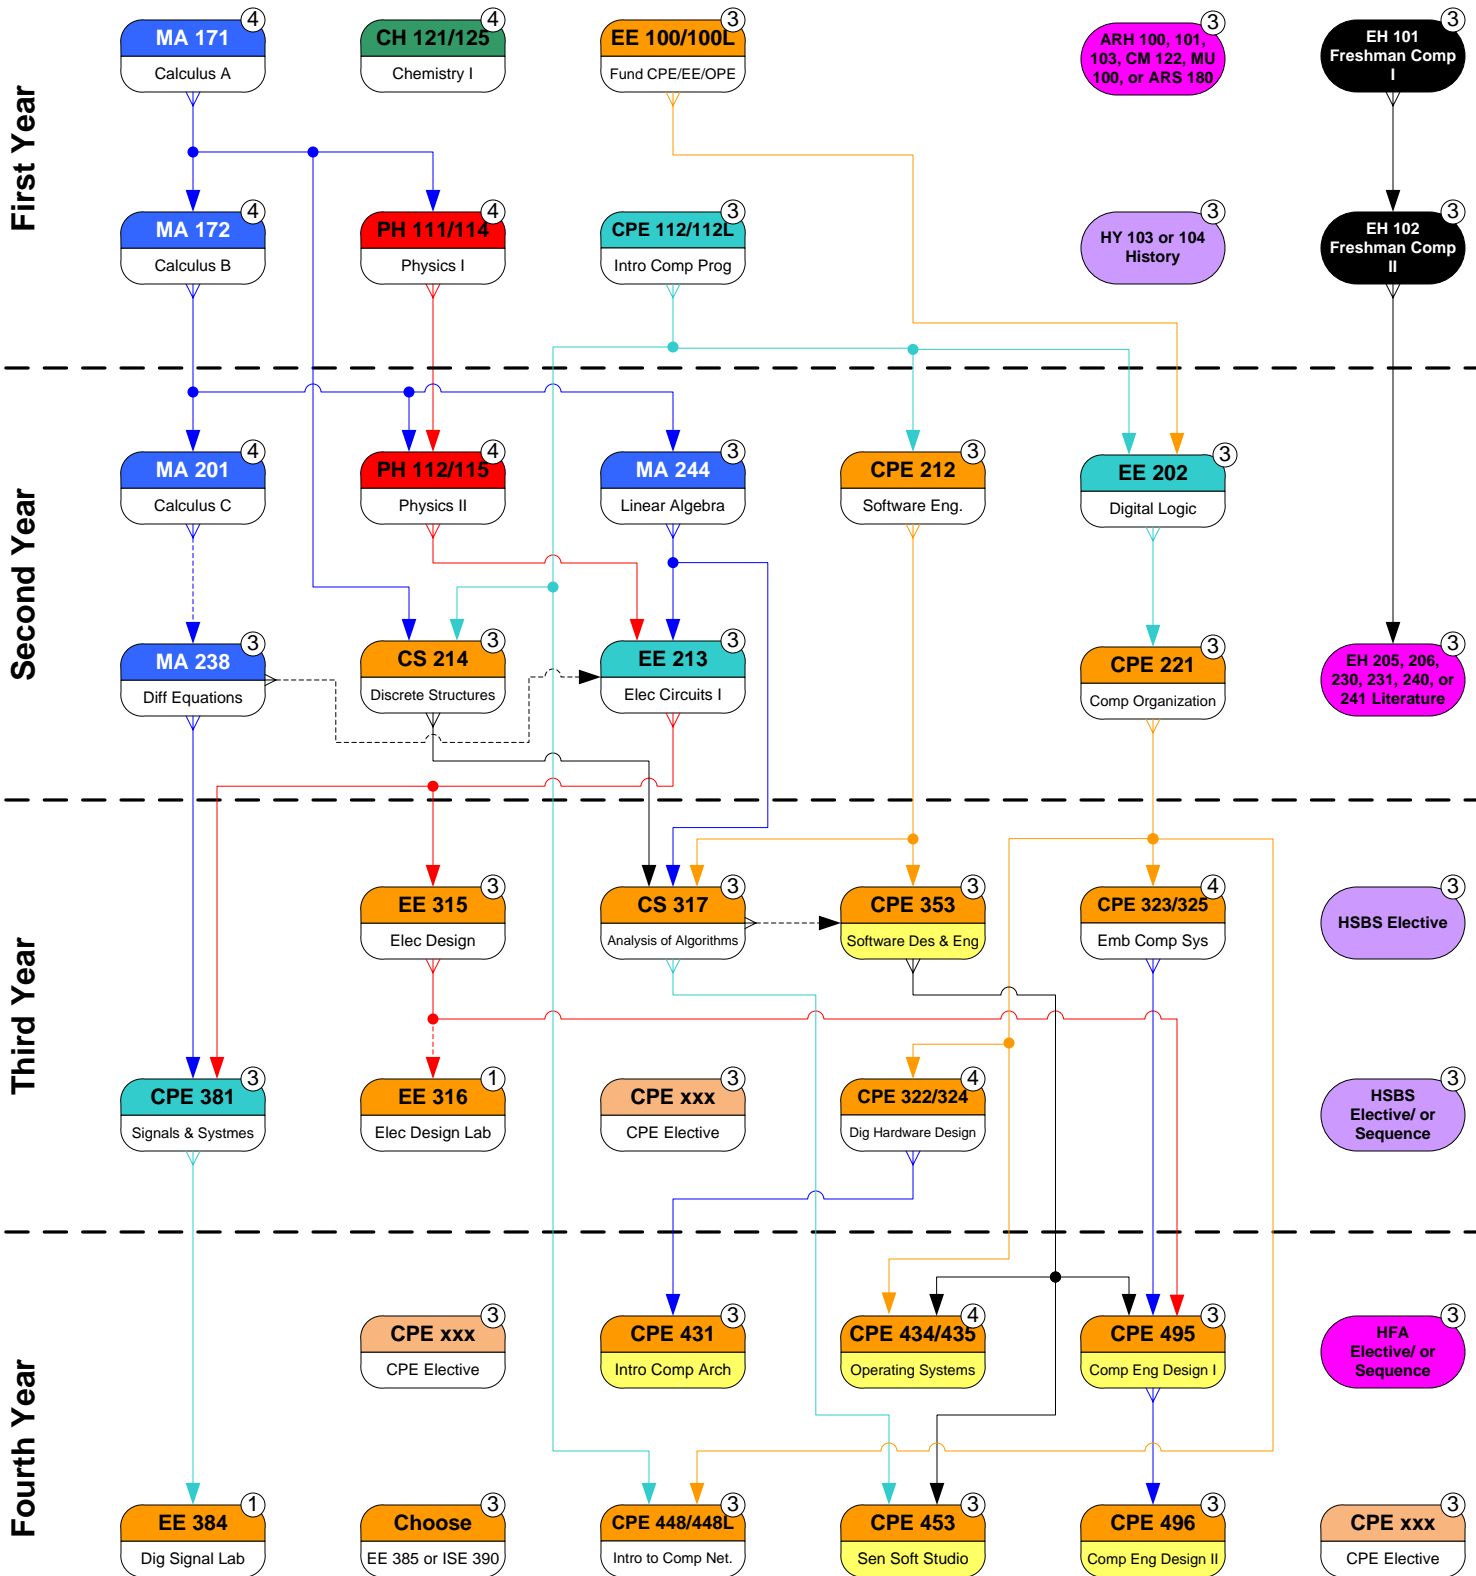 First Year
4
MA 171
Calculus A
4
CH 121/125
Chemistry I
3
EE 100/100L
Fund CPE/EE/OPE
3
ARH 100, 101,
103, CM 122, MU
100, or ARS 180
3
EH 101
Freshman Comp
I
4
MA 172
Calculus B
4
PH 111/114
Physics I
3
CPE 112/112L
Intro Comp Prog
3
HY 103 or 104
History
3
EH 102
Freshman Comp
II
Second Year
4
MA 201
Calculus C
4
PH 112/115
Physics II
3
MA 244
Linear Algebra
3
CPE 212
Software Eng.
3
EE 202
Digital Logic
3
MA 238
Diff Equations
3
CS 214
Discrete Structures
3
EE 213
Elec Circuits I
3
CPE 221
Comp Organization
3
EH 205, 206,
230, 231, 240, or
241 Literature
Third Year
3
EE 315
Elec Design
3
CS 317
Analysis of Algorithms
3
CPE 353
Software Des & Eng
4
CPE 323/325
Emb Comp Sys
3
HSBS Elective
3
CPE 381
Signals & Systmes
1
EE 316
Elec Design Lab
3
CPE xxx
CPE Elective
4
CPE 322/324
Dig Hardware Design
3
HSBS
Elective/ or
Sequence
Fourth Year
3
CPE xxx
CPE Elective
3
CPE 431
Intro Comp Arch
4
CPE 434/435
Operating Systems
3
CPE 495
Comp Eng Design I
3
HFA
Elective/ or
Sequence
1
EE 384
Dig Signal Lab
3
Choose
EE 385 or ISE 390
3
CPE 448/448L
Intro to Comp Net.
3
CPE 453
Sen Soft Studio
3
CPE 496
Comp Eng Design II
3
CPE xxx
CPE Elective